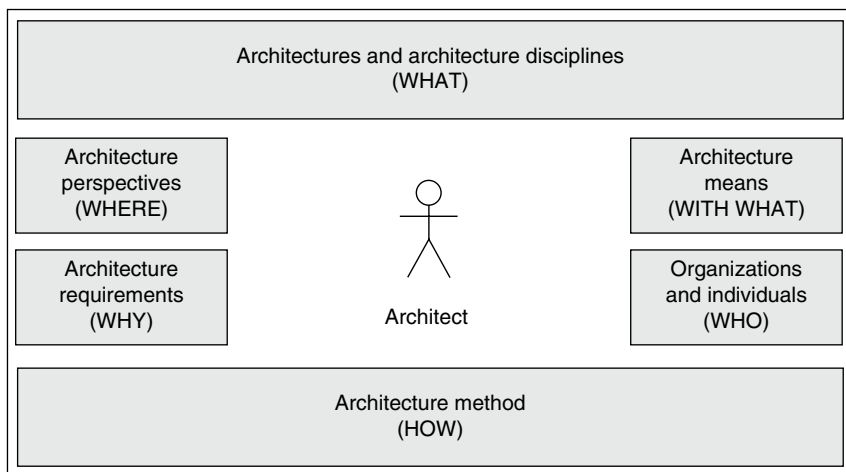 Architectures and architecture disciplines
(WHAT)
Architecture
perspectives
(WHERE)
Architecture
means
(WITH WHAT)
Architecture
requirements
(WHY)
Architect
Organizations
and individuals
(WHO)
Architecture method
(HOW)